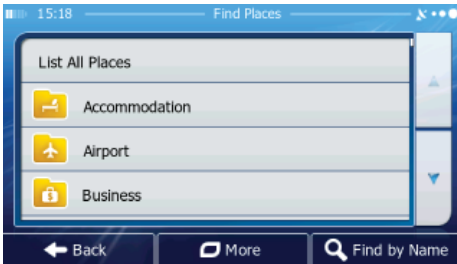 15:18 Find Places
List All Places
Accommodation
Airport
Business
Back More Find by Name